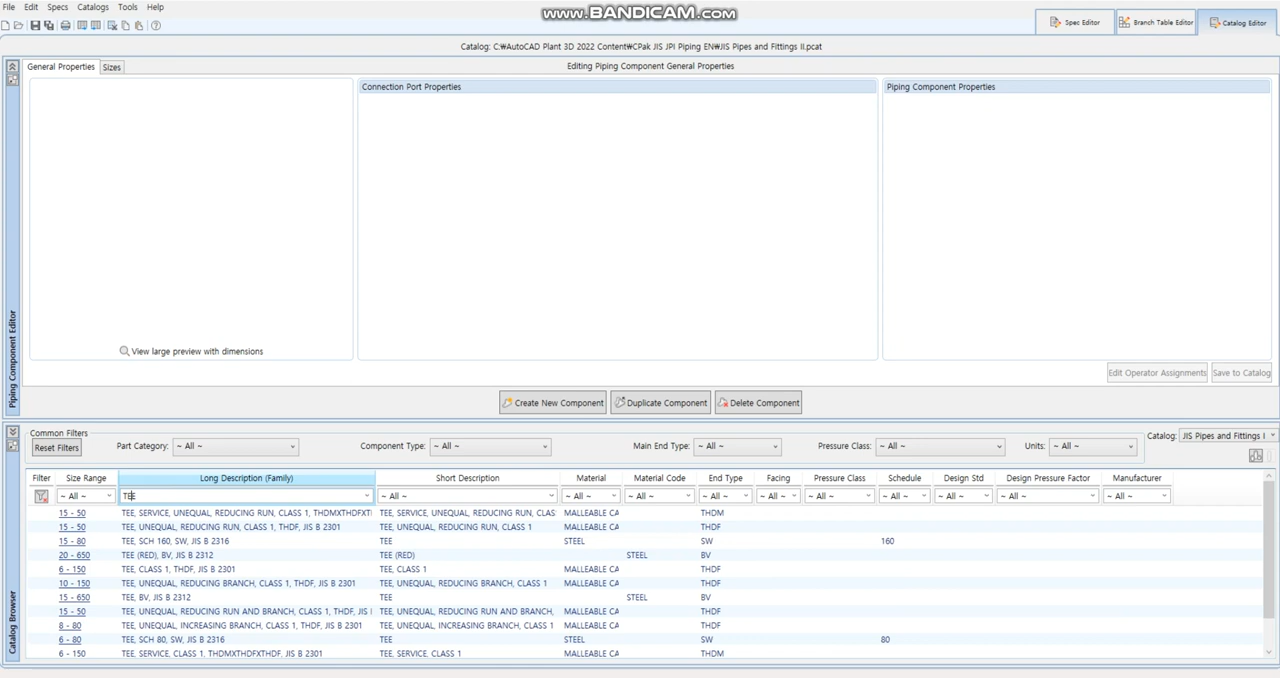 File Edit Specs Catalogs Tools Help
www.BANDICAM.com
Spec Editor Branch Table Editor Catalog Editor
Catalog: C:₩AutoCAD Plant 3D 2022 Content₩CPak JIS JPI Piping EN₩JIS Pipes and Fittings II.pcat
General Properties Sizes
Editing Piping Component General Properties
Connection Port Properties
Piping Component Properties
View large preview with dimensions
Piping Component Editor
Edit Operator Assignments Save to Catalog
Create New Component Duplicate Component Delete Component
Common Filters
Reset Filters Part Category: ~ All ~ Component Type: ~ All ~ Main End Type: ~ All ~ Pressure Class: ~ All ~ Units: ~ All ~ Catalog: JIS Pipes and Fittings I
Filter Size Range Long Description (Family) Short Description Material Material Code End Type Facing Pressure Class Schedule Design Std Design Pressure Factor Manufacturer
~ All ~ TEE ~ All ~ ~ All ~ ~ All ~ ~ All ~ ~ All ~ ~ All ~ ~ All ~ ~ All ~ ~ All ~ ~ All ~
15 - 50 TEE, SERVICE, UNEQUAL, REDUCING RUN, CLASS 1, THDMXTHDFXTI TEE, SERVICE, UNEQUAL, REDUCING RUN, CLAS MALLEABLE CA THDM
15 - 50 TEE, UNEQUAL, REDUCING RUN, CLASS 1, THDF, JIS B 2301 TEE, UNEQUAL, REDUCING RUN, CLASS 1 MALLEABLE CA THDF
15 - 80 TEE, SCH 160, SW, JIS B 2316 TEE STEEL SW 160
20 - 650 TEE (RED), BV, JIS B 2312 TEE (RED) STEEL BV
6 - 150 TEE, CLASS 1, THDF, JIS B 2301 TEE, CLASS 1 MALLEABLE CA THDF
10 - 150 TEE, UNEQUAL, REDUCING BRANCH, CLASS 1, THDF, JIS B 2301 TEE, UNEQUAL, REDUCING BRANCH, CLASS 1 MALLEABLE CA THDF
15 - 650 TEE, BV, JIS B 2312 TEE STEEL BV
15 - 50 TEE, UNEQUAL, REDUCING RUN AND BRANCH, CLASS 1, THDF, JIS I TEE, UNEQUAL, REDUCING RUN AND BRANCH, MALLEABLE CA THDF
8 - 80 TEE, UNEQUAL, INCREASING BRANCH, CLASS 1, THDF, JIS B 2301 TEE, UNEQUAL, INCREASING BRANCH, CLASS 1 MALLEABLE CA THDF
6 - 80 TEE, SCH 80, SW, JIS B 2316 TEE STEEL SW 80
6 - 150 TEE, SERVICE, CLASS 1, THDMXTHDFXTHDF, JIS B 2301 TEE, SERVICE, CLASS 1 MALLEABLE CA THDF
Catalog Browser